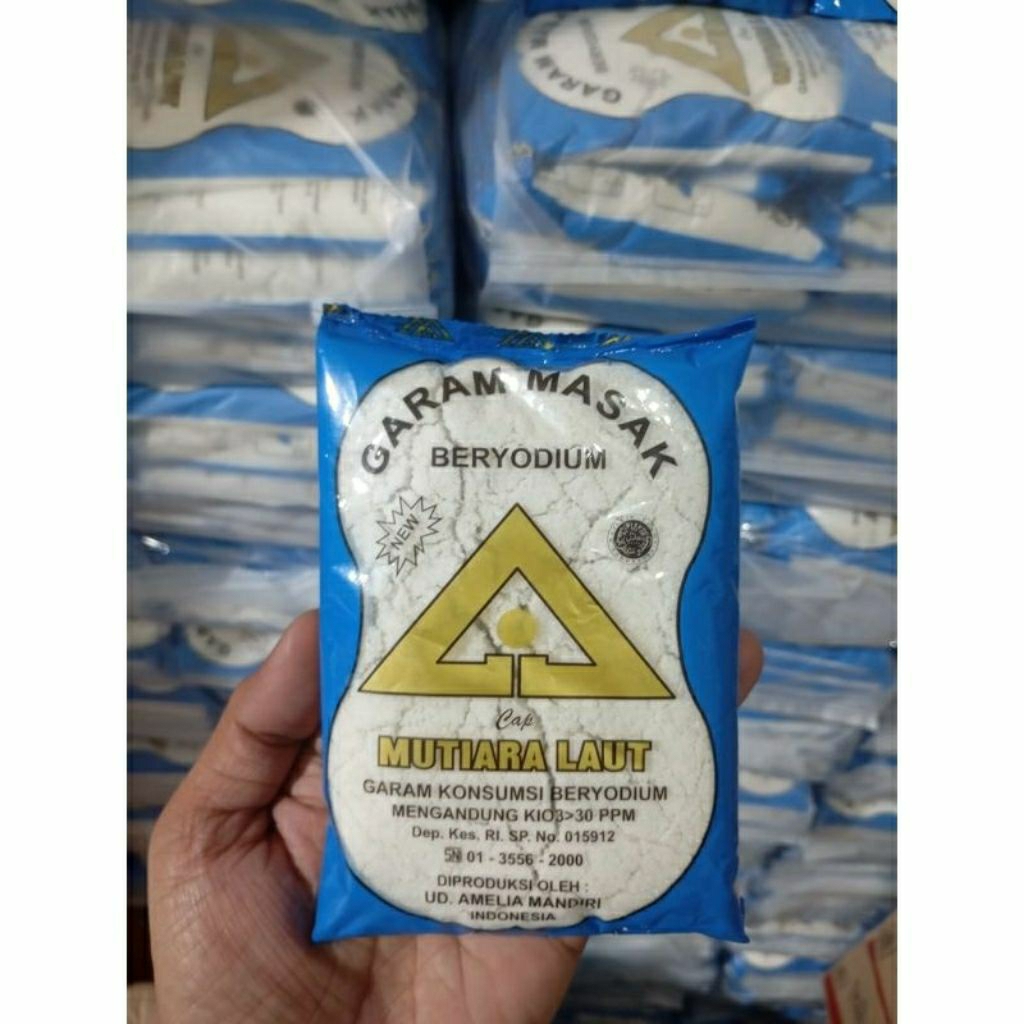 GARAM MASAK
BERYODIUM
NEW
Cap
MUTIARA LAUT
GARAM KONSUMSI BERYODIUM
MENGANDUNG KIO3>30 PPM
Dep. Kes. RI. SP. No. 015912
SNI 01 - 3556 - 2000
DIPRODUKSI OLEH :
UD. AMELIA MANDIRI
INDONESIA